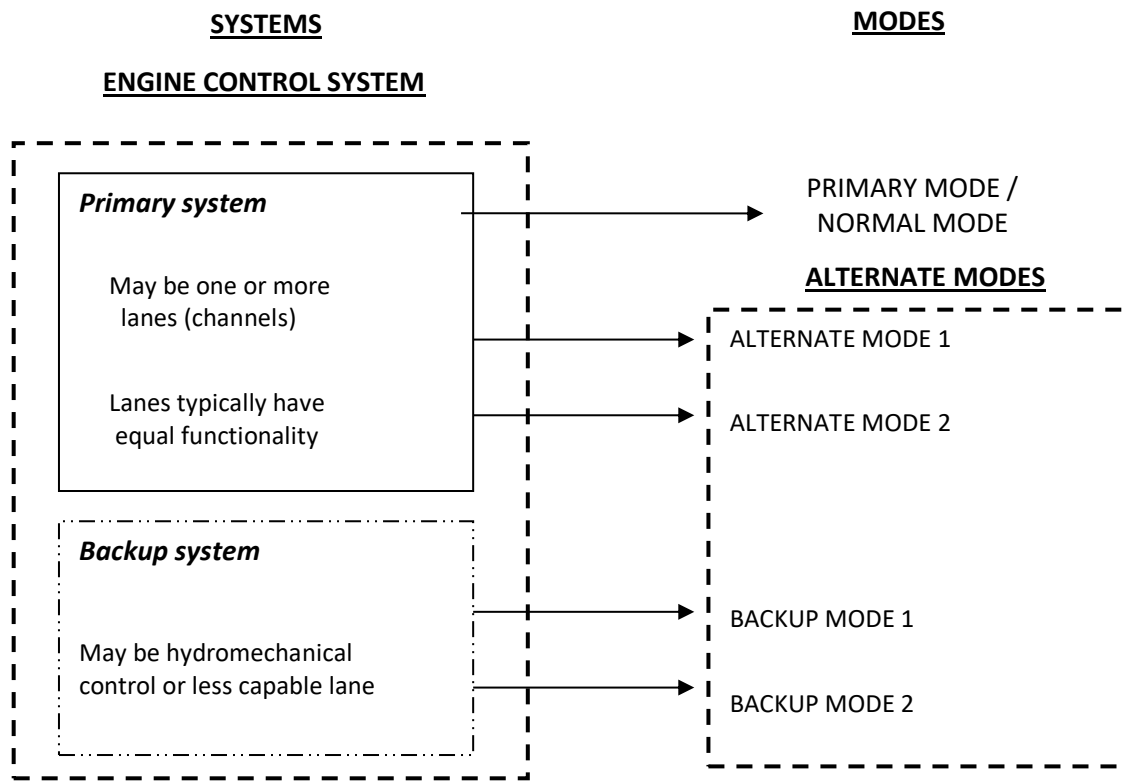 SYSTEMS
MODES
ENGINE CONTROL SYSTEM
Primary system
May be one or more
lanes (channels)
Lanes typically have
equal functionality
Backup system
May be hydromechanical
control or less capable lane
PRIMARY MODE /
NORMAL MODE
ALTERNATE MODES
ALTERNATE MODE 1
ALTERNATE MODE 2
BACKUP MODE 1
BACKUP MODE 2